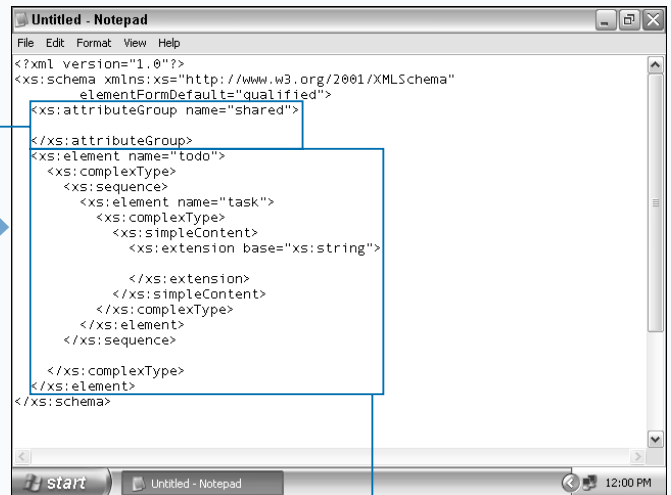 Untitled - Notepad
File Edit Format View Help
<?xml version="1.0"?>
<xs:schema xmlns:xs="http://www.w3.org/2001/XMLSchema"
elementFormDefault="qualified">
<xs:attributeGroup name="shared">
</xs:attributeGroup>
<xs:element name="todo">
<xs:complexType>
<xs:sequence>
<xs:element name="task">
<xs:complexType>
<xs:simpleContent>
<xs:extension base="xs:string">
</xs:extension>
</xs:simpleContent>
</xs:complexType>
</xs:element>
</xs:sequence>
</xs:complexType>
</xs:element>
</xs:schema>
start Untitled - Notepad 12:00 PM